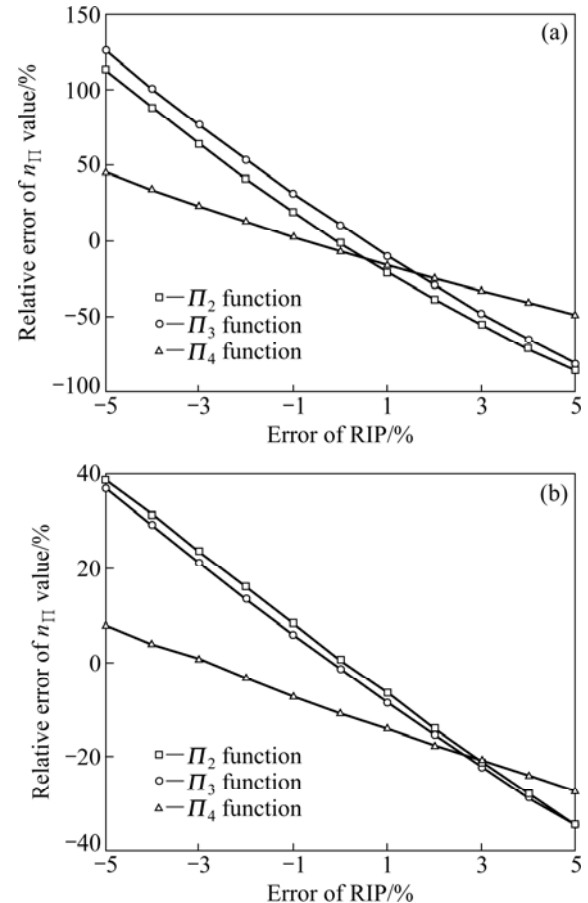 (a)
Relative error of n_Π value/%
150
100
50
0
−50
−100
Π₂ function
Π₃ function
Π₄ function
−5 −3 −1 1 3 5
Error of RIP/%
(b)
Relative error of n_Π value/%
40
20
0
−20
−40
Π₂ function
Π₃ function
Π₄ function
−5 −3 −1 1 3 5
Error of RIP/%